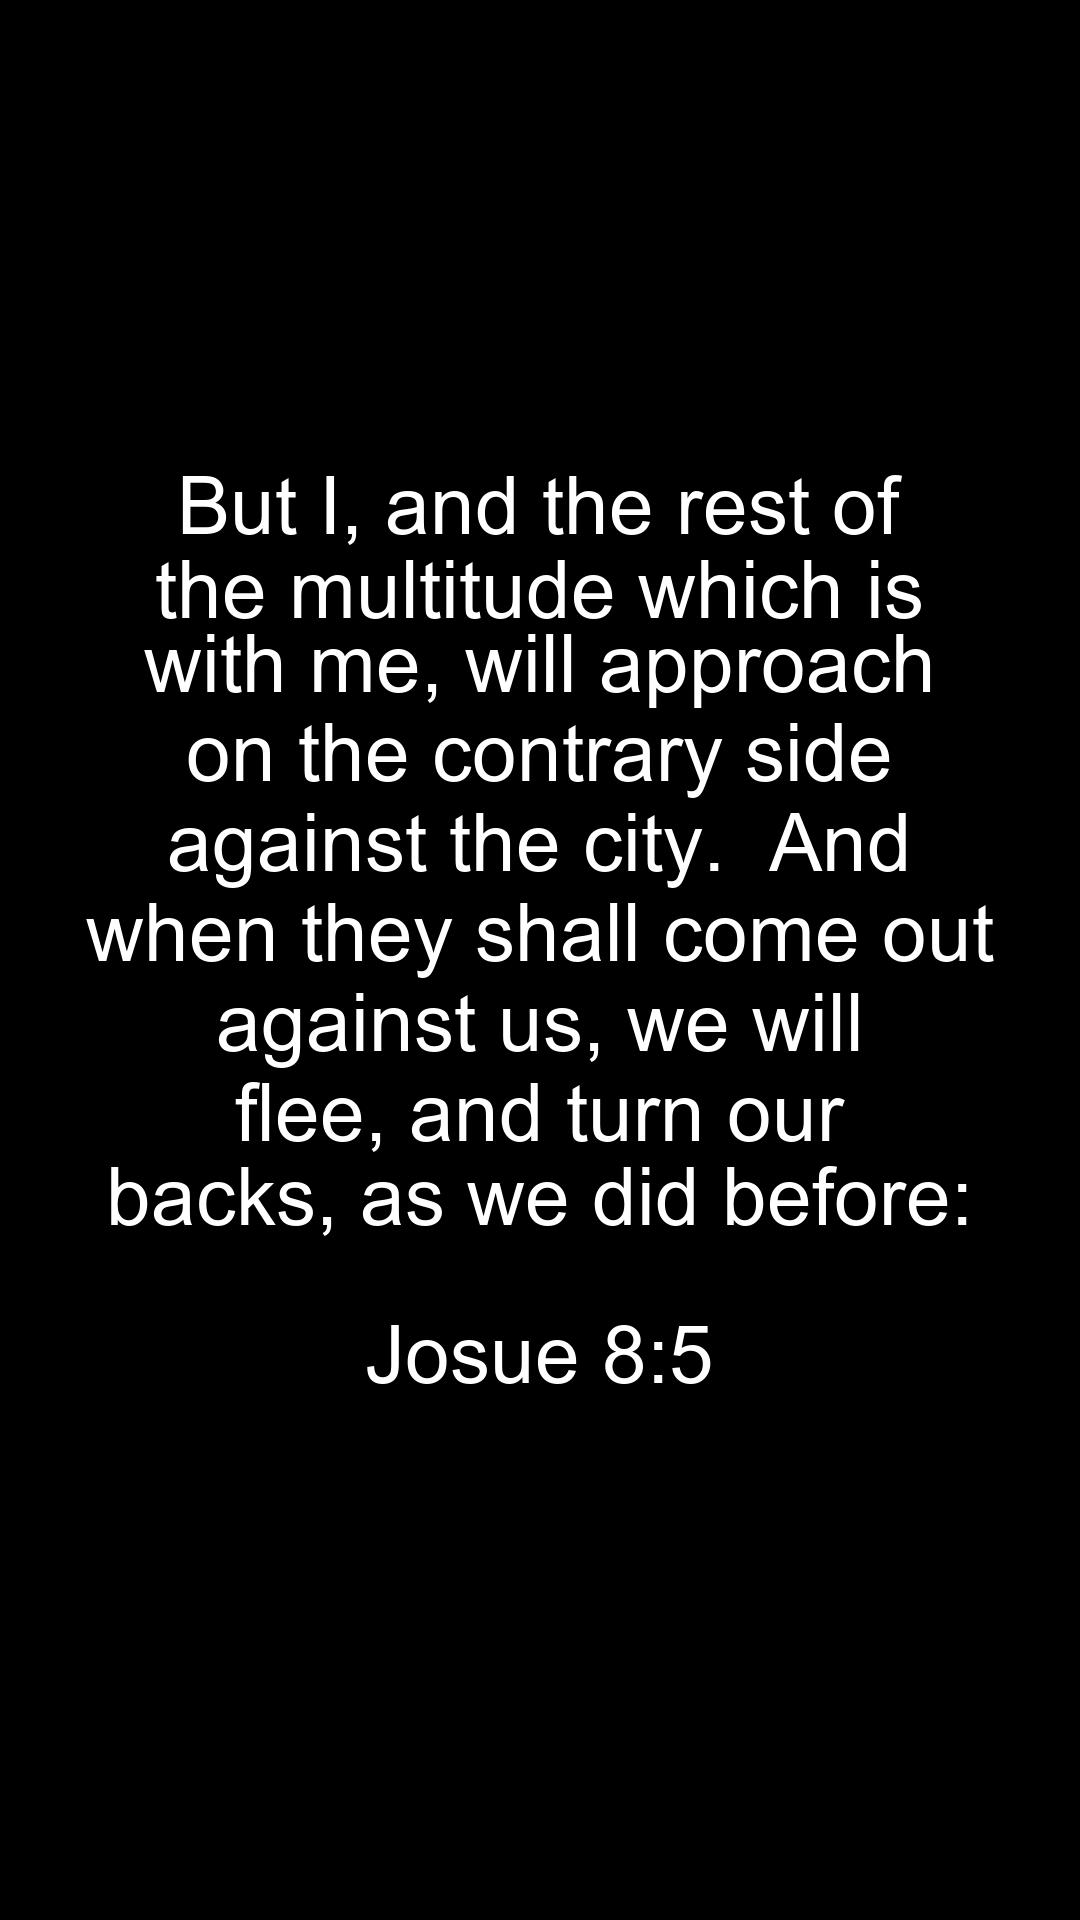 But I, and the rest of
the multitude which is
with me, will approach
on the contrary side
against the city.  And
when they shall come out
against us, we will
flee, and turn our
backs, as we did before:
Josue 8:5